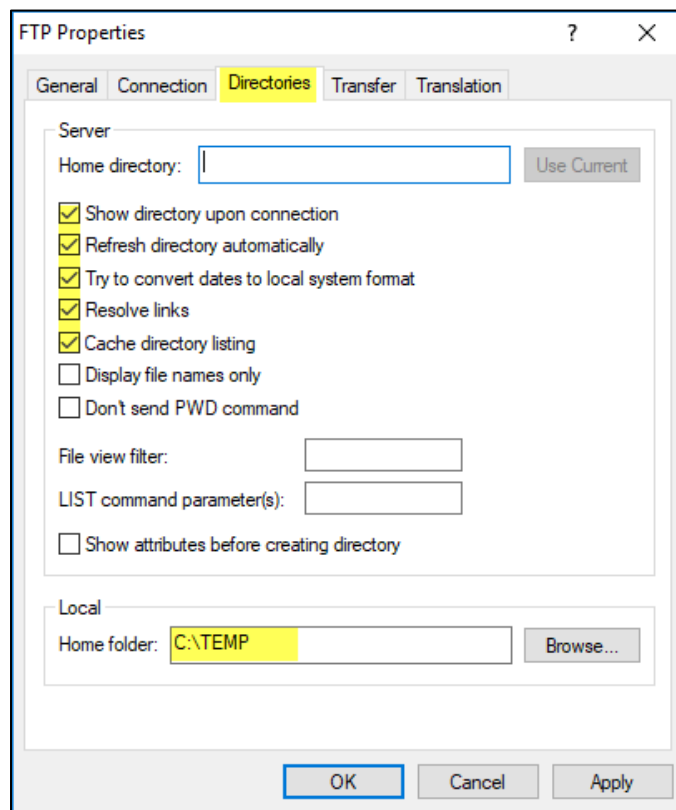 FTP Properties
General Connection Directories Transfer Translation
Server
Home directory: Use Current
Show directory upon connection
Refresh directory automatically
Try to convert dates to local system format
Resolve links
Cache directory listing
Display file names only
Don't send PWD command
File view filter:
LIST command parameter(s):
Show attributes before creating directory
Local
Home folder: C:\TEMP Browse...
OK Cancel Apply